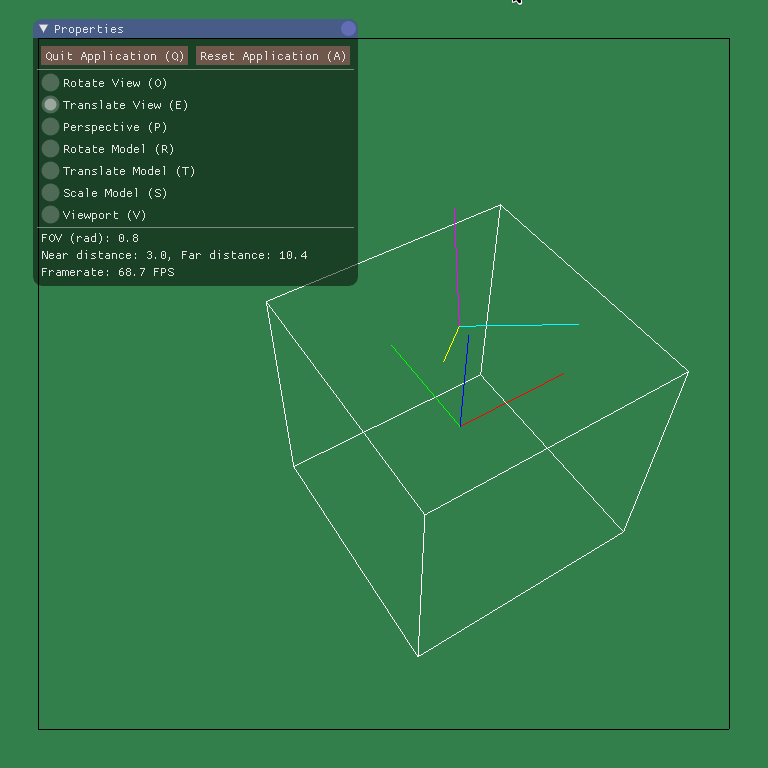 Properties
Quit Application (Q) Reset Application (A)
Rotate View (O)
Translate View (E)
Perspective (P)
Rotate Model (R)
Translate Model (T)
Scale Model (S)
Viewport (V)
FOV (rad): 0.8
Near distance: 3.0, Far distance: 10.4
Framerate: 68.7 FPS